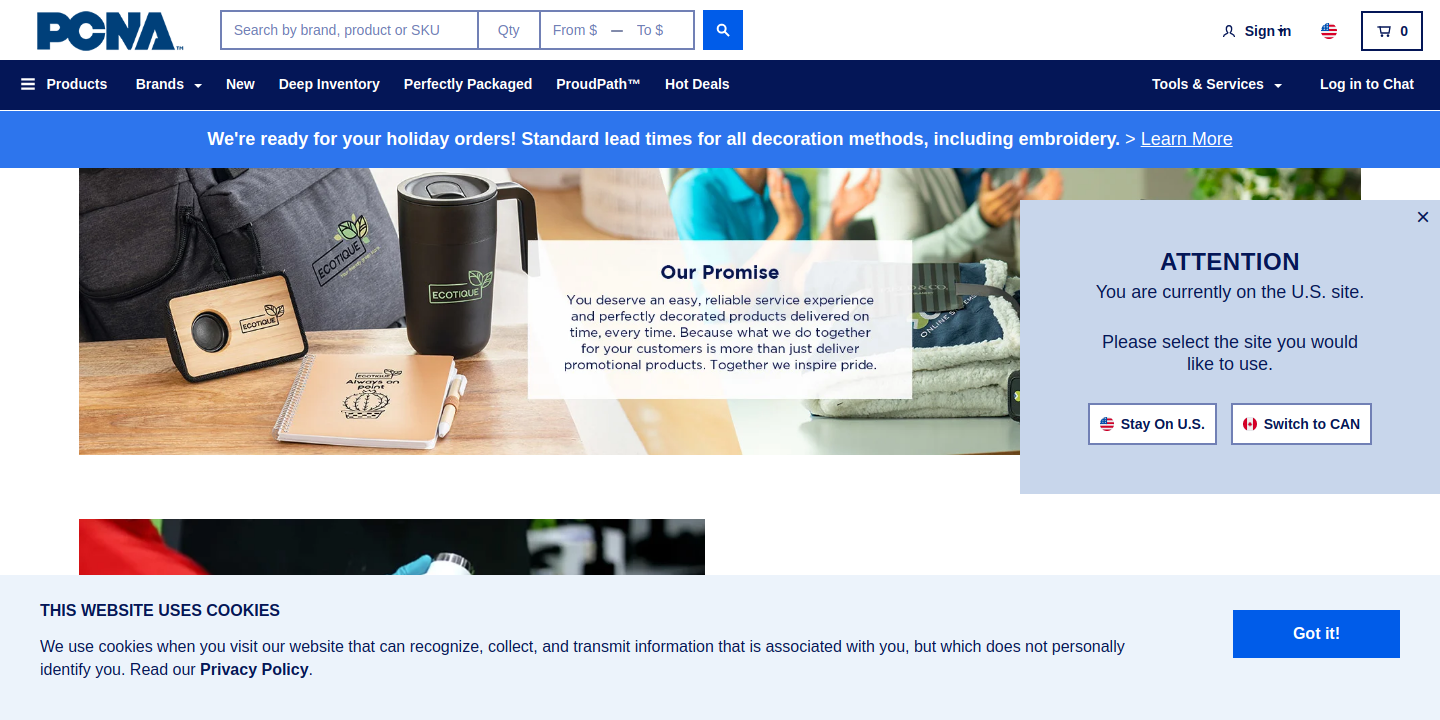 PCNA™
Search by brand, product or SKU
Qty
From $ — To $
Sign in
0
Products
Brands
New
Deep Inventory
Perfectly Packaged
ProudPath™
Hot Deals
Tools & Services
Log in to Chat
We're ready for your holiday orders! Standard lead times for all decoration methods, including embroidery. > Learn More
ECOTIQUE
ECOTIQUE
ECOTIQUE
ECOTIQUE
Always on
point
Our Promise
You deserve an easy, reliable service experience
and perfectly decorated products delivered on
time, every time. Because what we do together
for your customers is more than just deliver
promotional products. Together we inspire pride.
×
ATTENTION
You are currently on the U.S. site.
Please select the site you would
like to use.
Stay On U.S.
Switch to CAN
THIS WEBSITE USES COOKIES
We use cookies when you visit our website that can recognize, collect, and transmit information that is associated with you, but which does not personally
identify you. Read our Privacy Policy.
Got it!